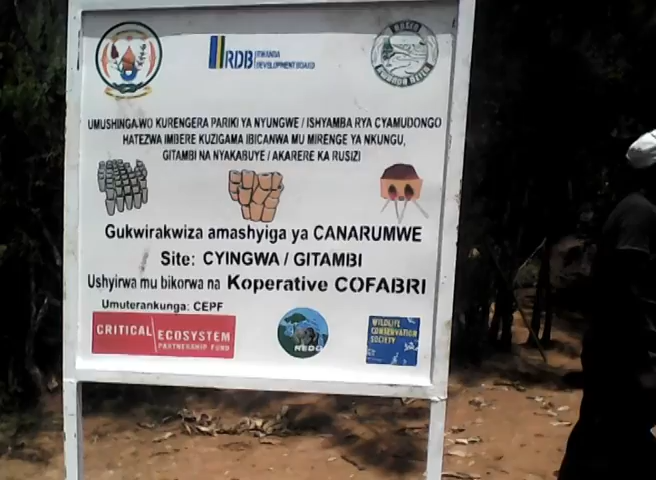 RDB RWANDA
DEVELOPMENT BOARD
UMUSHINGA WO KURENGERA PARIKI YA NYUNGWE / ISHYAMBA RYA CYAMUDONGO
HATEZWA IMBERE KUZIGAMA IBICANWA MU MIRENGE YA NKUNGU,
GITAMBI NA NYAKABUYE / AKARERE KA RUSIZI
Gukwirakwiza amashyiga ya CANARUMWE
Site: CYINGWA / GITAMBI
Ushyirwa mu bikorwa na Koperative COFABRI
Umuterankunga: CEPF
CRITICAL ECOSYSTEM
PARTNERSHIP FUND
WILDLIFE
CONSERVATION
SOCIETY